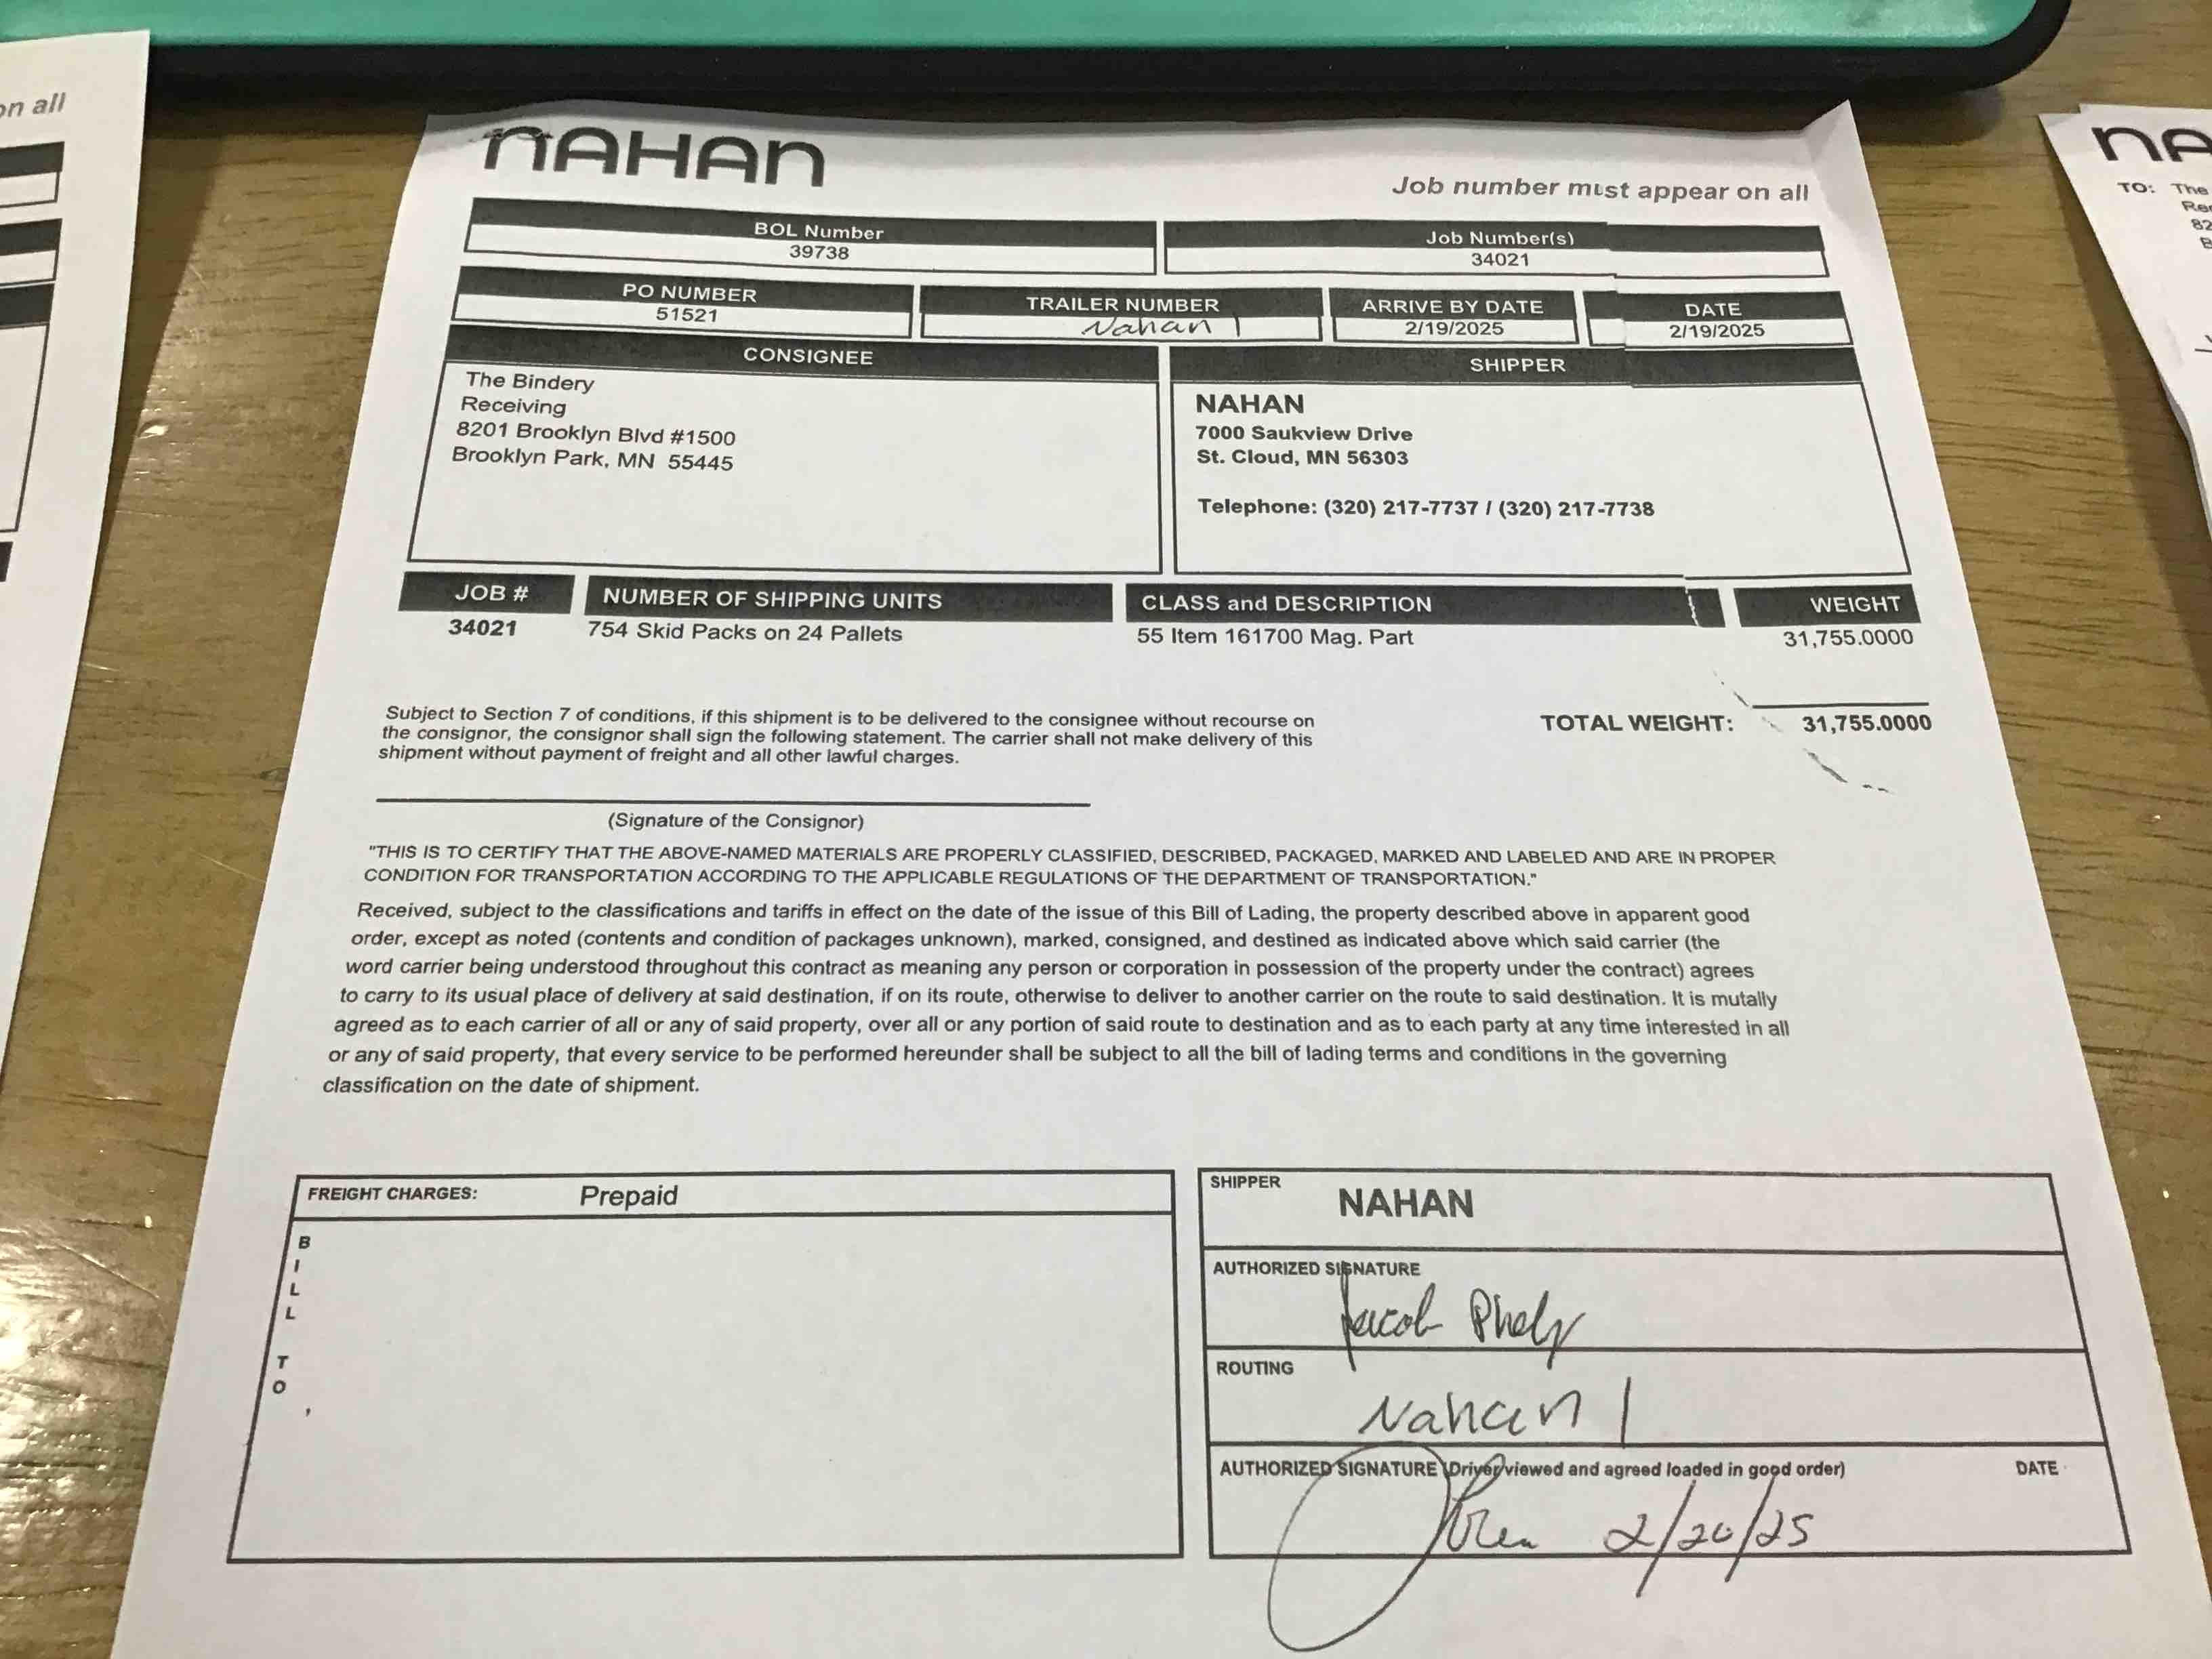 on all
NAHAN
Job number must appear on all
BOL Number
39738
Job Number(s)
34021
PO NUMBER
51521
TRAILER NUMBER
Nahan 1
ARRIVE BY DATE
2/19/2025
DATE
2/19/2025
CONSIGNEE
The Bindery
Receiving
8201 Brooklyn Blvd #1500
Brooklyn Park, MN 55445
SHIPPER
NAHAN
7000 Saukview Drive
St. Cloud, MN 56303
Telephone: (320) 217-7737 / (320) 217-7738
JOB # NUMBER OF SHIPPING UNITS CLASS and DESCRIPTION WEIGHT
34021 754 Skid Packs on 24 Pallets 55 Item 161700 Mag. Part 31,755.0000
Subject to Section 7 of conditions, if this shipment is to be delivered to the consignee without recourse on
the consignor, the consignor shall sign the following statement. The carrier shall not make delivery of this
shipment without payment of freight and all other lawful charges.
TOTAL WEIGHT: 31,755.0000
(Signature of the Consignor)
"THIS IS TO CERTIFY THAT THE ABOVE-NAMED MATERIALS ARE PROPERLY CLASSIFIED, DESCRIBED, PACKAGED, MARKED AND LABELED AND ARE IN PROPER
CONDITION FOR TRANSPORTATION ACCORDING TO THE APPLICABLE REGULATIONS OF THE DEPARTMENT OF TRANSPORTATION."
Received, subject to the classifications and tariffs in effect on the date of the issue of this Bill of Lading, the property described above in apparent good
order, except as noted (contents and condition of packages unknown), marked, consigned, and destined as indicated above which said carrier (the
word carrier being understood throughout this contract as meaning any person or corporation in possession of the property under the contract) agrees
to carry to its usual place of delivery at said destination, if on its route, otherwise to deliver to another carrier on the route to said destination. It is mutally
agreed as to each carrier of all or any of said property, over all or any portion of said route to destination and as to each party at any time interested in all
or any of said property, that every service to be performed hereunder shall be subject to all the bill of lading terms and conditions in the governing
classification on the date of shipment.
FREIGHT CHARGES: Prepaid
BILL TO
SHIPPER
NAHAN
AUTHORIZED SIGNATURE
Jacob
ROUTING
Nahan 1
AUTHORIZED SIGNATURE (Driver viewed and agreed loaded in good order) DATE
2/20/25
NA
TO: The